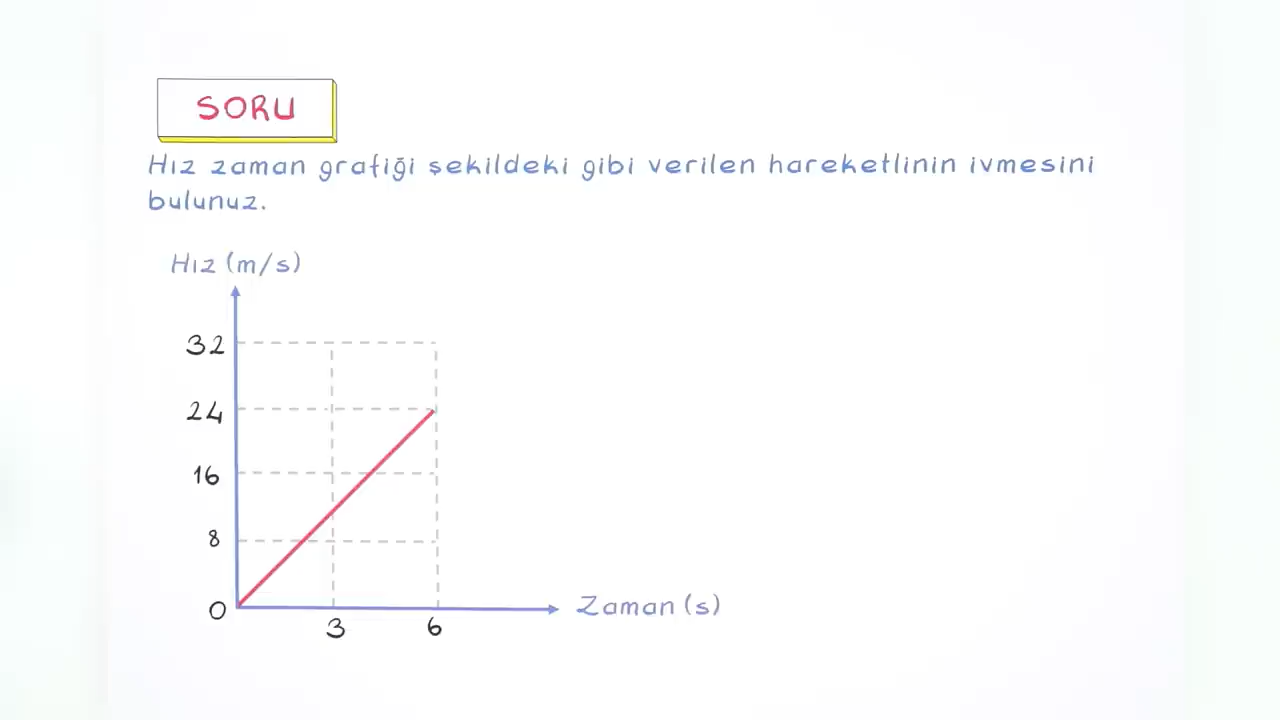 SORU
Hız zaman grafiği şekildeki gibi verilen hareketlinin ivmesini
bulunuz.
Hız (m/s)
32
24
16
8
0
3
6
Zaman (s)